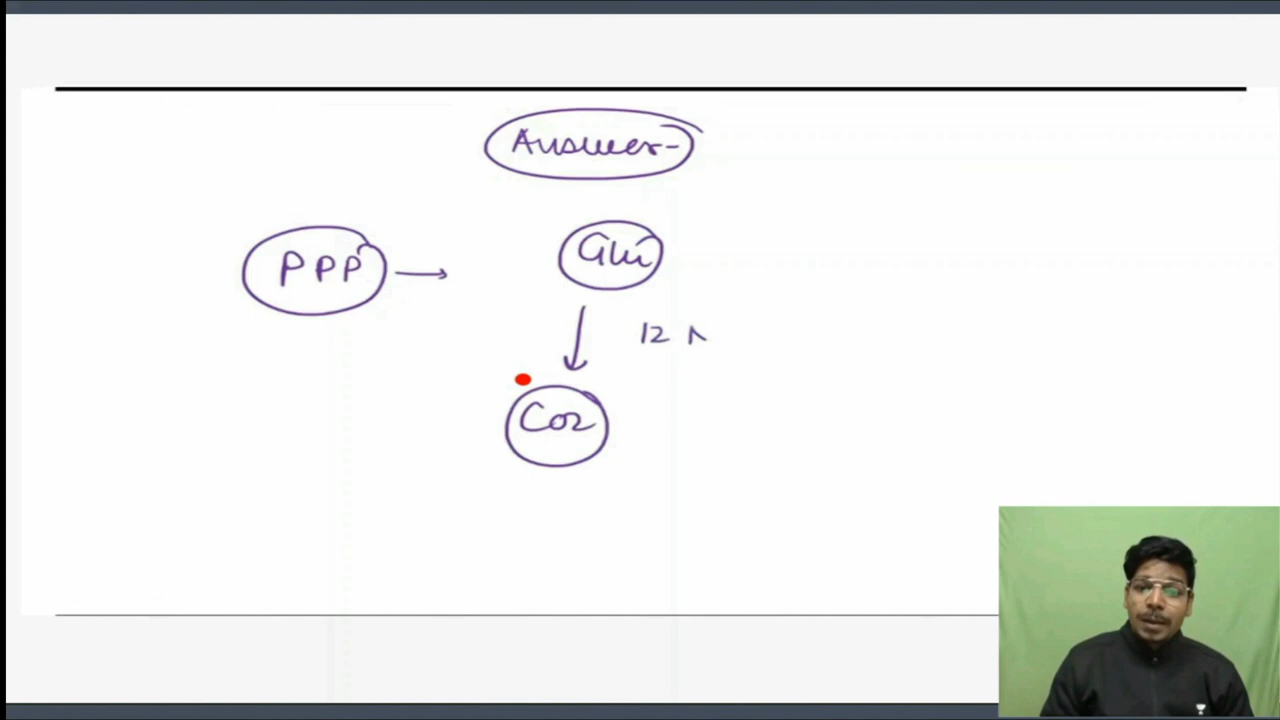 Answer-
PPP →
Glu
12 N
Co2